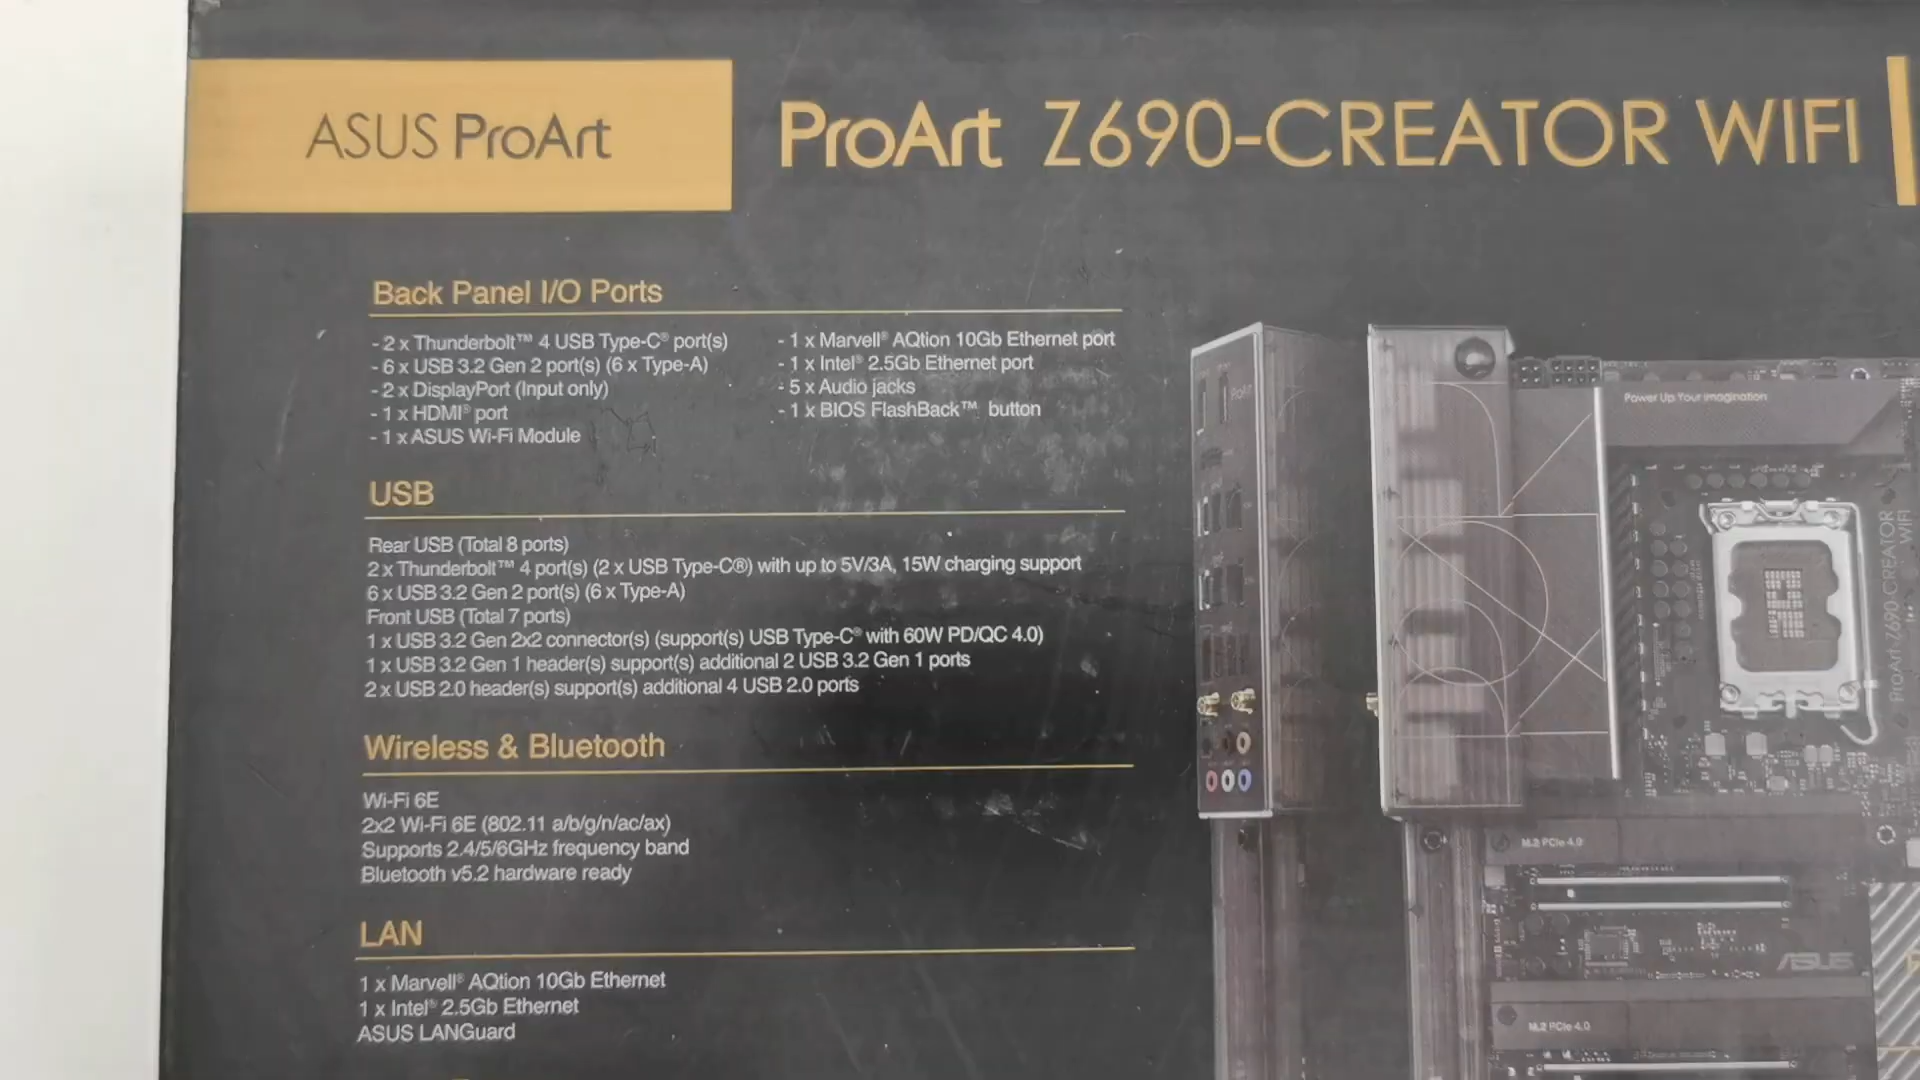 ASUS ProArt
ProArt Z690-CREATOR WIFI
Back Panel I/O Ports
- 2 x Thunderbolt™ 4 USB Type-C® port(s)
- 6 x USB 3.2 Gen 2 port(s) (6 x Type-A)
- 2 x DisplayPort (Input only)
- 1 x HDMI® port
- 1 x ASUS Wi-Fi Module
- 1 x Marvell® AQtion 10Gb Ethernet port
- 1 x Intel® 2.5Gb Ethernet port
- 5 x Audio jacks
- 1 x BIOS FlashBack™ button
USB
Rear USB (Total 8 ports)
2 x Thunderbolt™ 4 port(s) (2 x USB Type-C®) with up to 5V/3A, 15W charging support
6 x USB 3.2 Gen 2 port(s) (6 x Type-A)
Front USB (Total 7 ports)
1 x USB 3.2 Gen 2x2 connector(s) (support(s) USB Type-C® with 60W PD/QC 4.0)
1 x USB 3.2 Gen 1 header(s) support(s) additional 2 USB 3.2 Gen 1 ports
2 x USB 2.0 header(s) support(s) additional 4 USB 2.0 ports
Wireless & Bluetooth
Wi-Fi 6E
2x2 Wi-Fi 6E (802.11 a/b/g/n/ac/ax)
Supports 2.4/5/6GHz frequency band
Bluetooth v5.2 hardware ready
LAN
1 x Marvell® AQtion 10Gb Ethernet
1 x Intel® 2.5Gb Ethernet
ASUS LANGuard
ProArt
Power Up Your Imagination
ProArt Z690-CREATOR
WIFI
M.2 PCIe 4.0
ASUS
M.2 PCIe 4.0